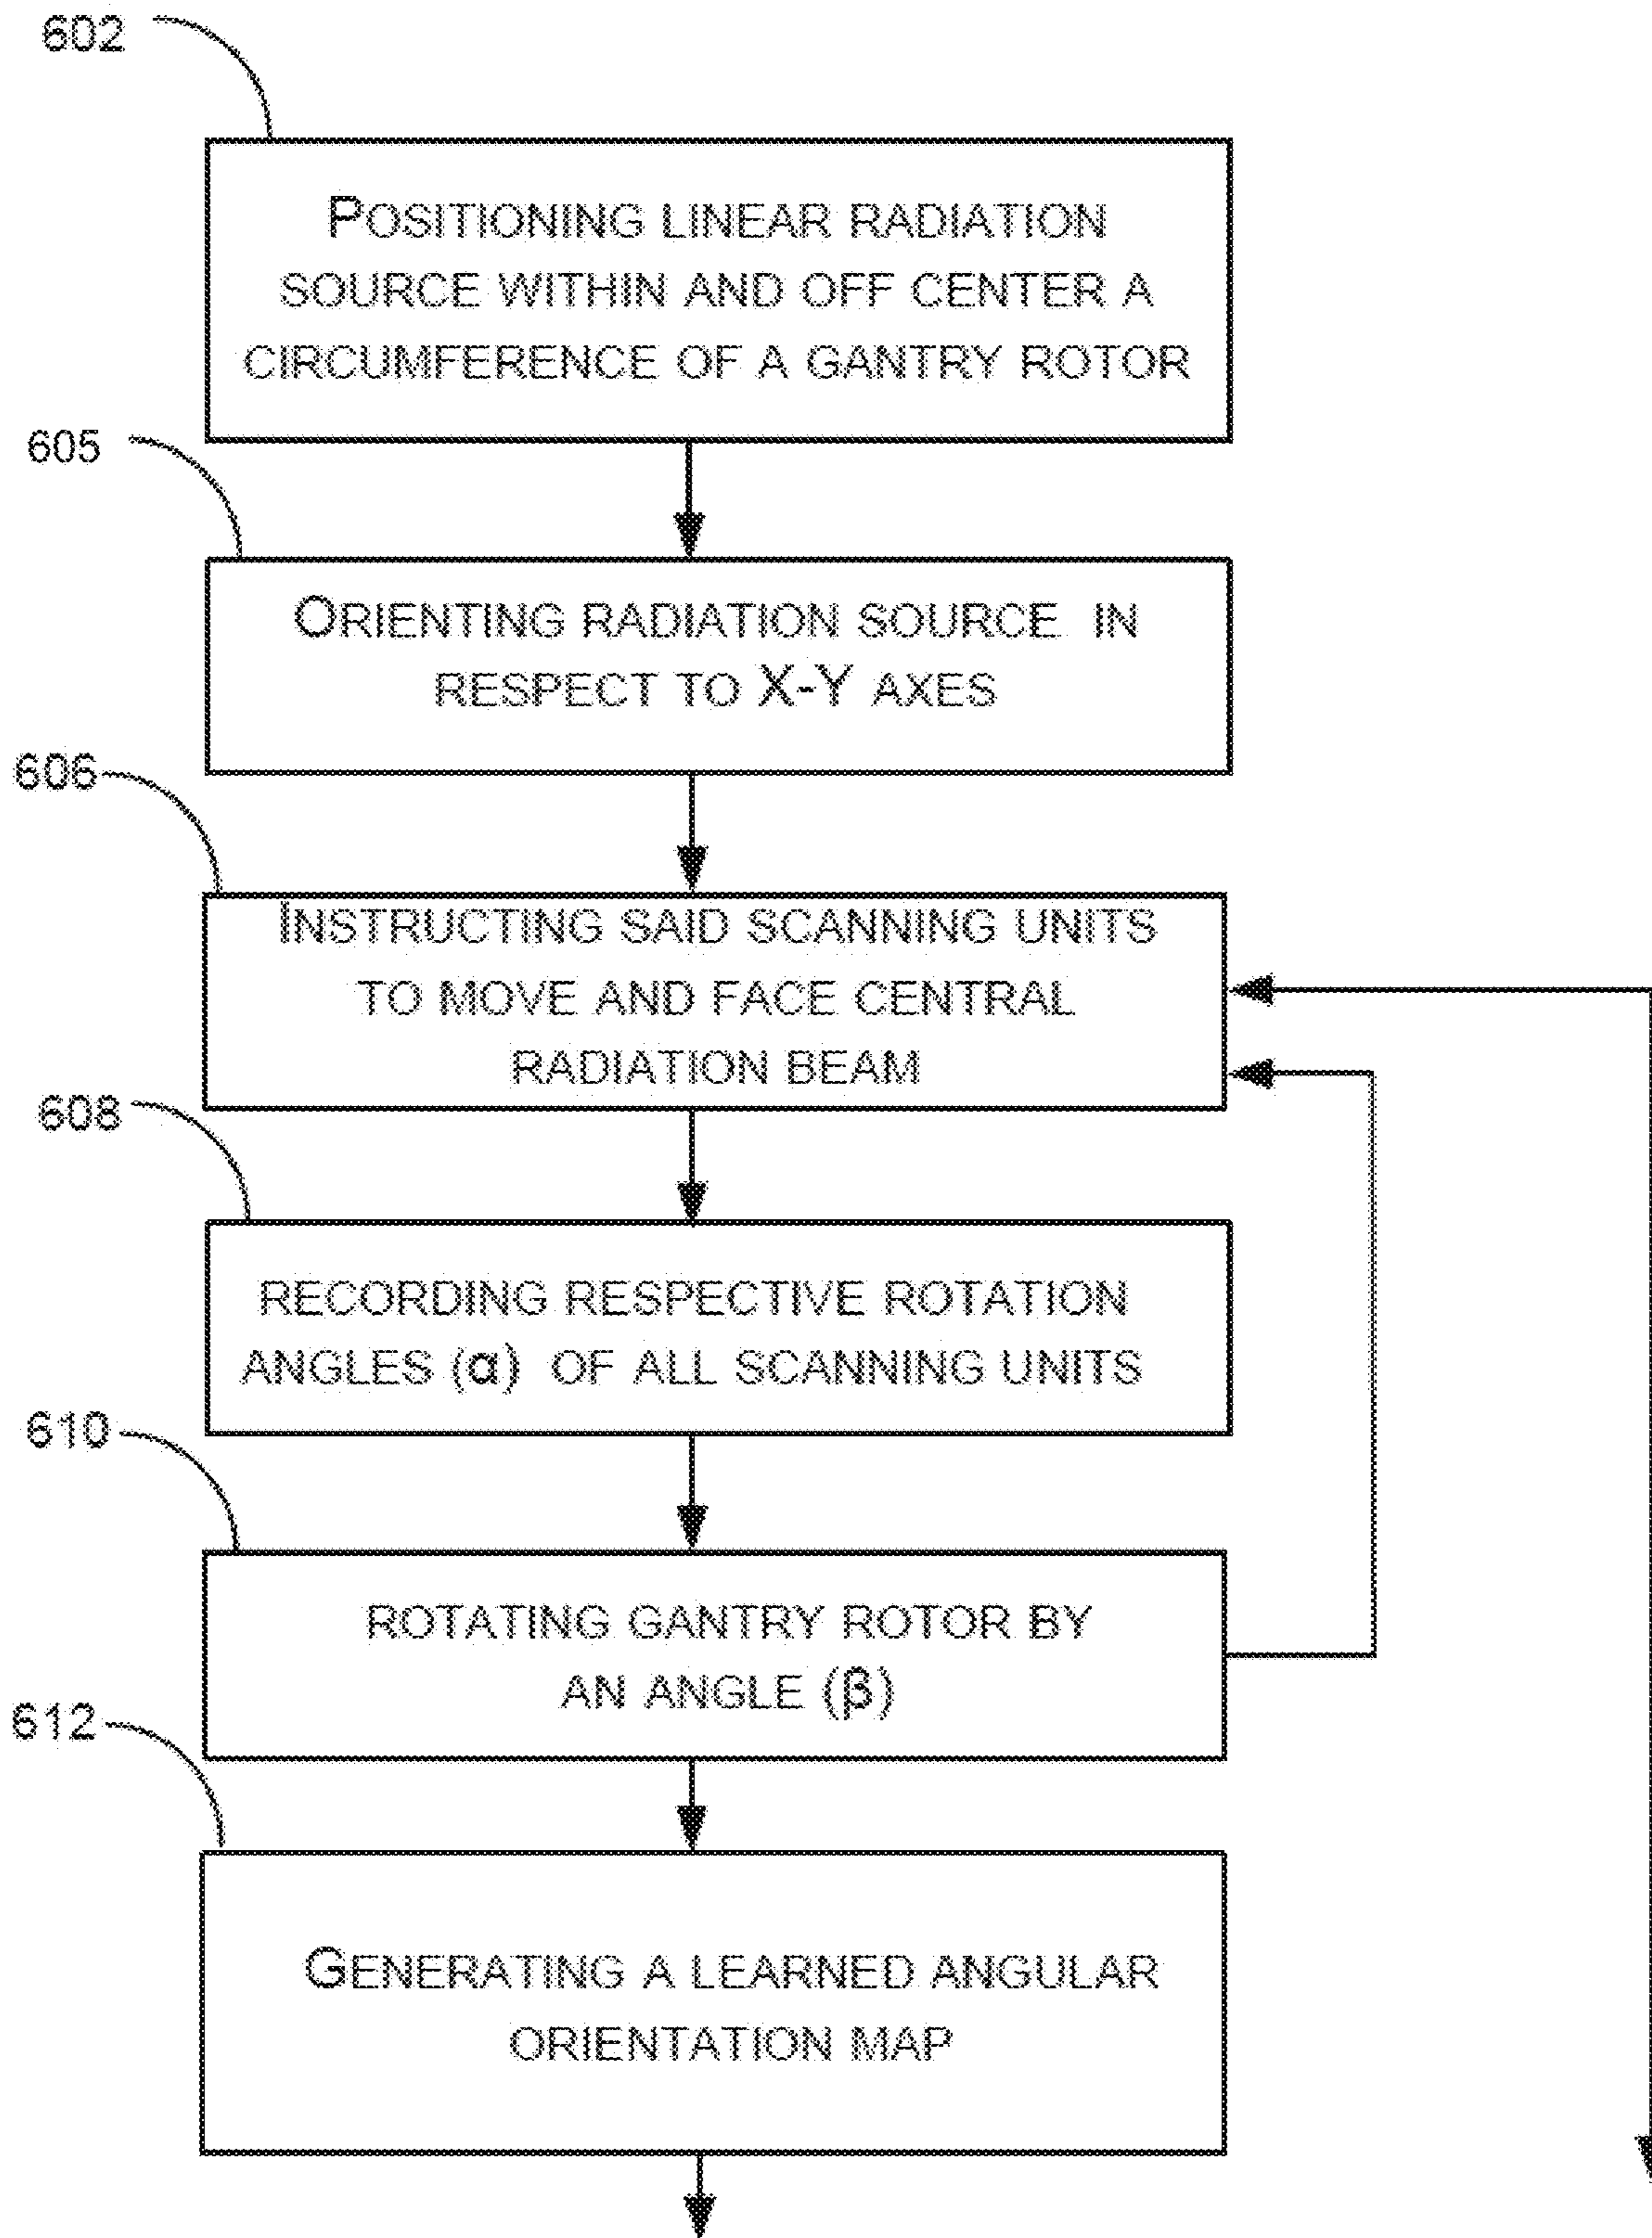 602
POSITIONING LINEAR RADIATION
SOURCE WITHIN AND OFF CENTER A
CIRCUMFERENCE OF A GANTRY ROTOR
605
ORIENTING RADIATION SOURCE IN
RESPECT TO X-Y AXES
606
INSTRUCTING SAID SCANNING UNITS
TO MOVE AND FACE CENTRAL
RADIATION BEAM
608
RECORDING RESPECTIVE ROTATION
ANGLES (α) OF ALL SCANNING UNITS
610
ROTATING GANTRY ROTOR BY
AN ANGLE (β)
612
GENERATING A LEARNED ANGULAR
ORIENTATION MAP